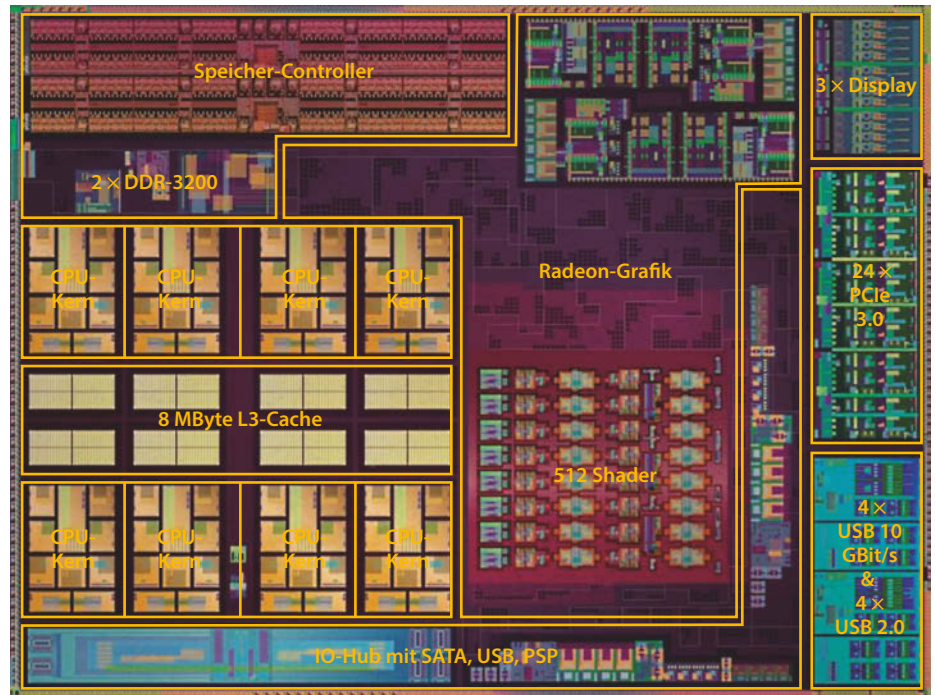 Speicher-Controller
3 × Display
2 × DDR-3200
CPU-
Kern
CPU-
Kern
CPU-
Kern
CPU-
Kern
Radeon-Grafik
24 ×
PCIe
3.0
8 MByte L3-Cache
512 Shader
CPU-
Kern
CPU-
Kern
CPU-
Kern
CPU-
Kern
4 ×
USB 10
GBit/s
&
4 ×
USB 2.0
IO-Hub mit SATA, USB, PSP